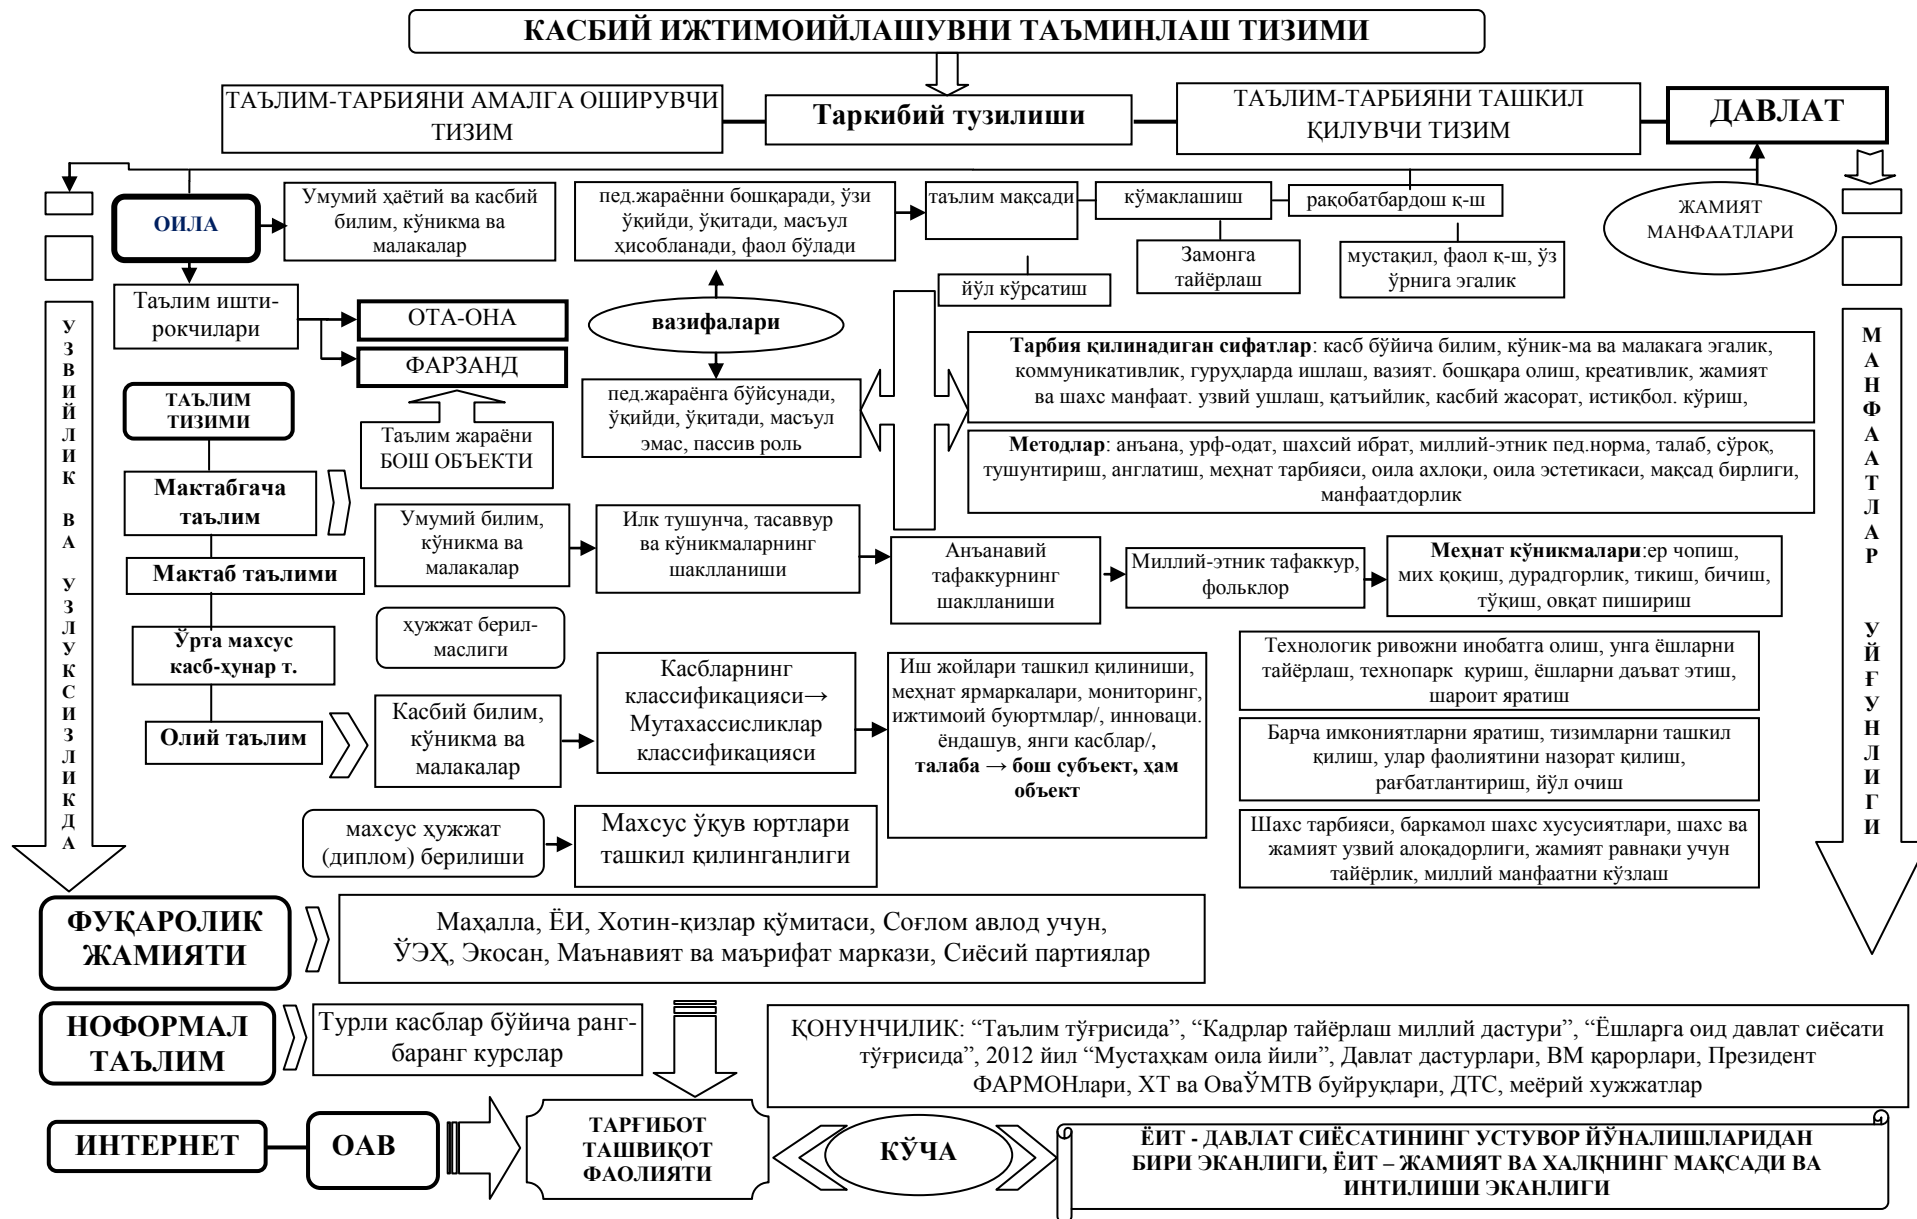 КАСБИЙ ИЖТИМОИЙЛАШУВНИ ТАЪМИНЛАШ ТИЗИМИ
ТАЪЛИМ-ТАРБИЯНИ АМАЛГА ОШИРУВЧИ
ТИЗИМ
Таркибий тузилиши
ТАЪЛИМ-ТАРБИЯНИ ТАШКИЛ
ҚИЛУВЧИ ТИЗИМ
ДАВЛАТ
ОИЛА
Умумий ҳаётий ва касбий
билим, кўникма ва
малакалар
пед.жараённи бошқаради, ўзи
ўқийди, ўқитади, масъул
ҳисобланади, фаол бўлади
таълим мақсади
кўмаклашиш
рақобатбардош қ-ш
ЖАМИЯТ
МАНФААТЛАРИ
йўл кўрсатиш
Замонга
тайёрлаш
мустақил, фаол қ-ш, ўз
ўрнига эгалик
Таълим ишти-
рокчилари
ОТА-ОНА
ФАРЗАНД
вазифалари
Тарбия қилинадиган сифатлар: касб бўйича билим, кўник-ма ва малакага эгалик,
коммуникативлик, гуруҳларда ишлаш, вазият. бошқара олиш, креативлик, жамият
ва шахс манфаат. узвий ушлаш, қатъийлик, касбий жасорат, истиқбол. кўриш,
ТАЪЛИМ
ТИЗИМИ
Таълим жараёни
БОШ ОБЪЕКТИ
пед.жараёнга бўйсунади,
ўқийди, ўқитади, масъул
эмас, пассив роль
Методлар: анъана, урф-одат, шахсий ибрат, миллий-этник пед.норма, талаб, сўроқ,
тушунтириш, англатиш, меҳнат тарбияси, оила ахлоқи, оила эстетикаси, мақсад бирлиги,
манфаатдорлик
Мактабгача
таълим
Умумий билим,
кўникма ва
малакалар
Илк тушунча, тасаввур
ва кўникмаларнинг
шаклланиши
Анъанавий
тафаккурнинг
шаклланиши
Миллий-этник тафаккур,
фольклор
Меҳнат кўникмалари:ер чопиш,
мих қоқиш, дурадгорлик, тикиш, бичиш,
тўқиш, овқат пишириш
Мактаб таълими
Ўрта махсус
касб-ҳунар т.
ҳужжат берил-
маслиги
Олий таълим
Касбий билим,
кўникма ва
малакалар
Касбларнинг
классификацияси→
Мутахассисликлар
классификацияси
Иш жойлари ташкил қилиниши,
меҳнат ярмаркалари, мониторинг,
ижтимоий буюртмлар/, инноваци.
ёндашув, янги касблар/,
талаба → бош субъект, ҳам
объект
Технологик ривожни инобатга олиш, унга ёшларни
тайёрлаш, технопарк қуриш, ёшларни даъват этиш,
шароит яратиш
Барча имкониятларни яратиш, тизимларни ташкил
қилиш, улар фаолиятини назорат қилиш,
рағбатлантириш, йўл очиш
Шахс тарбияси, баркамол шахс хусусиятлари, шахс ва
жамият узвий алоқадорлиги, жамият равнақи учун
тайёрлик, миллий манфаатни кўзлаш
махсус ҳужжат
(диплом) берилиши
Махсус ўқув юртлари
ташкил қилинганлиги
УЗВИЙЛИК ВА УЗЛУКСИЗЛИКДА
МАНФААТЛАР УЙҒУНЛИГИ
ФУҚАРОЛИК
ЖАМИЯТИ
Маҳалла, ЁИ, Хотин-қизлар қўмитаси, Соғлом авлод учун,
ЎЭҲ, Экосан, Маънавият ва маърифат маркази, Сиёсий партиялар
НОФОРМАЛ
ТАЪЛИМ
Турли касблар бўйича ранг-
баранг курслар
ҚОНУНЧИЛИК: “Таълим тўғрисида”, “Кадрлар тайёрлаш миллий дастури”, “Ёшларга оид давлат сиёсати
тўғрисида”, 2012 йил “Мустаҳкам оила йили”, Давлат дастурлари, ВМ қарорлари, Президент
ФАРМОНлари, ХТ ва ОваЎМТВ буйруқлари, ДТС, меёрий хужжатлар
ИНТЕРНЕТ
ОАВ
ТАРҒИБОТ
ТАШВИҚОТ
ФАОЛИЯТИ
КЎЧА
ЁИТ - ДАВЛАТ СИЁСАТИНИНГ УСТУВОР ЙЎНАЛИШЛАРИДАН
БИРИ ЭКАНЛИГИ, ЁИТ – ЖАМИЯТ ВА ХАЛҚНИНГ МАҚСАДИ ВА
ИНТИЛИШИ ЭКАНЛИГИ